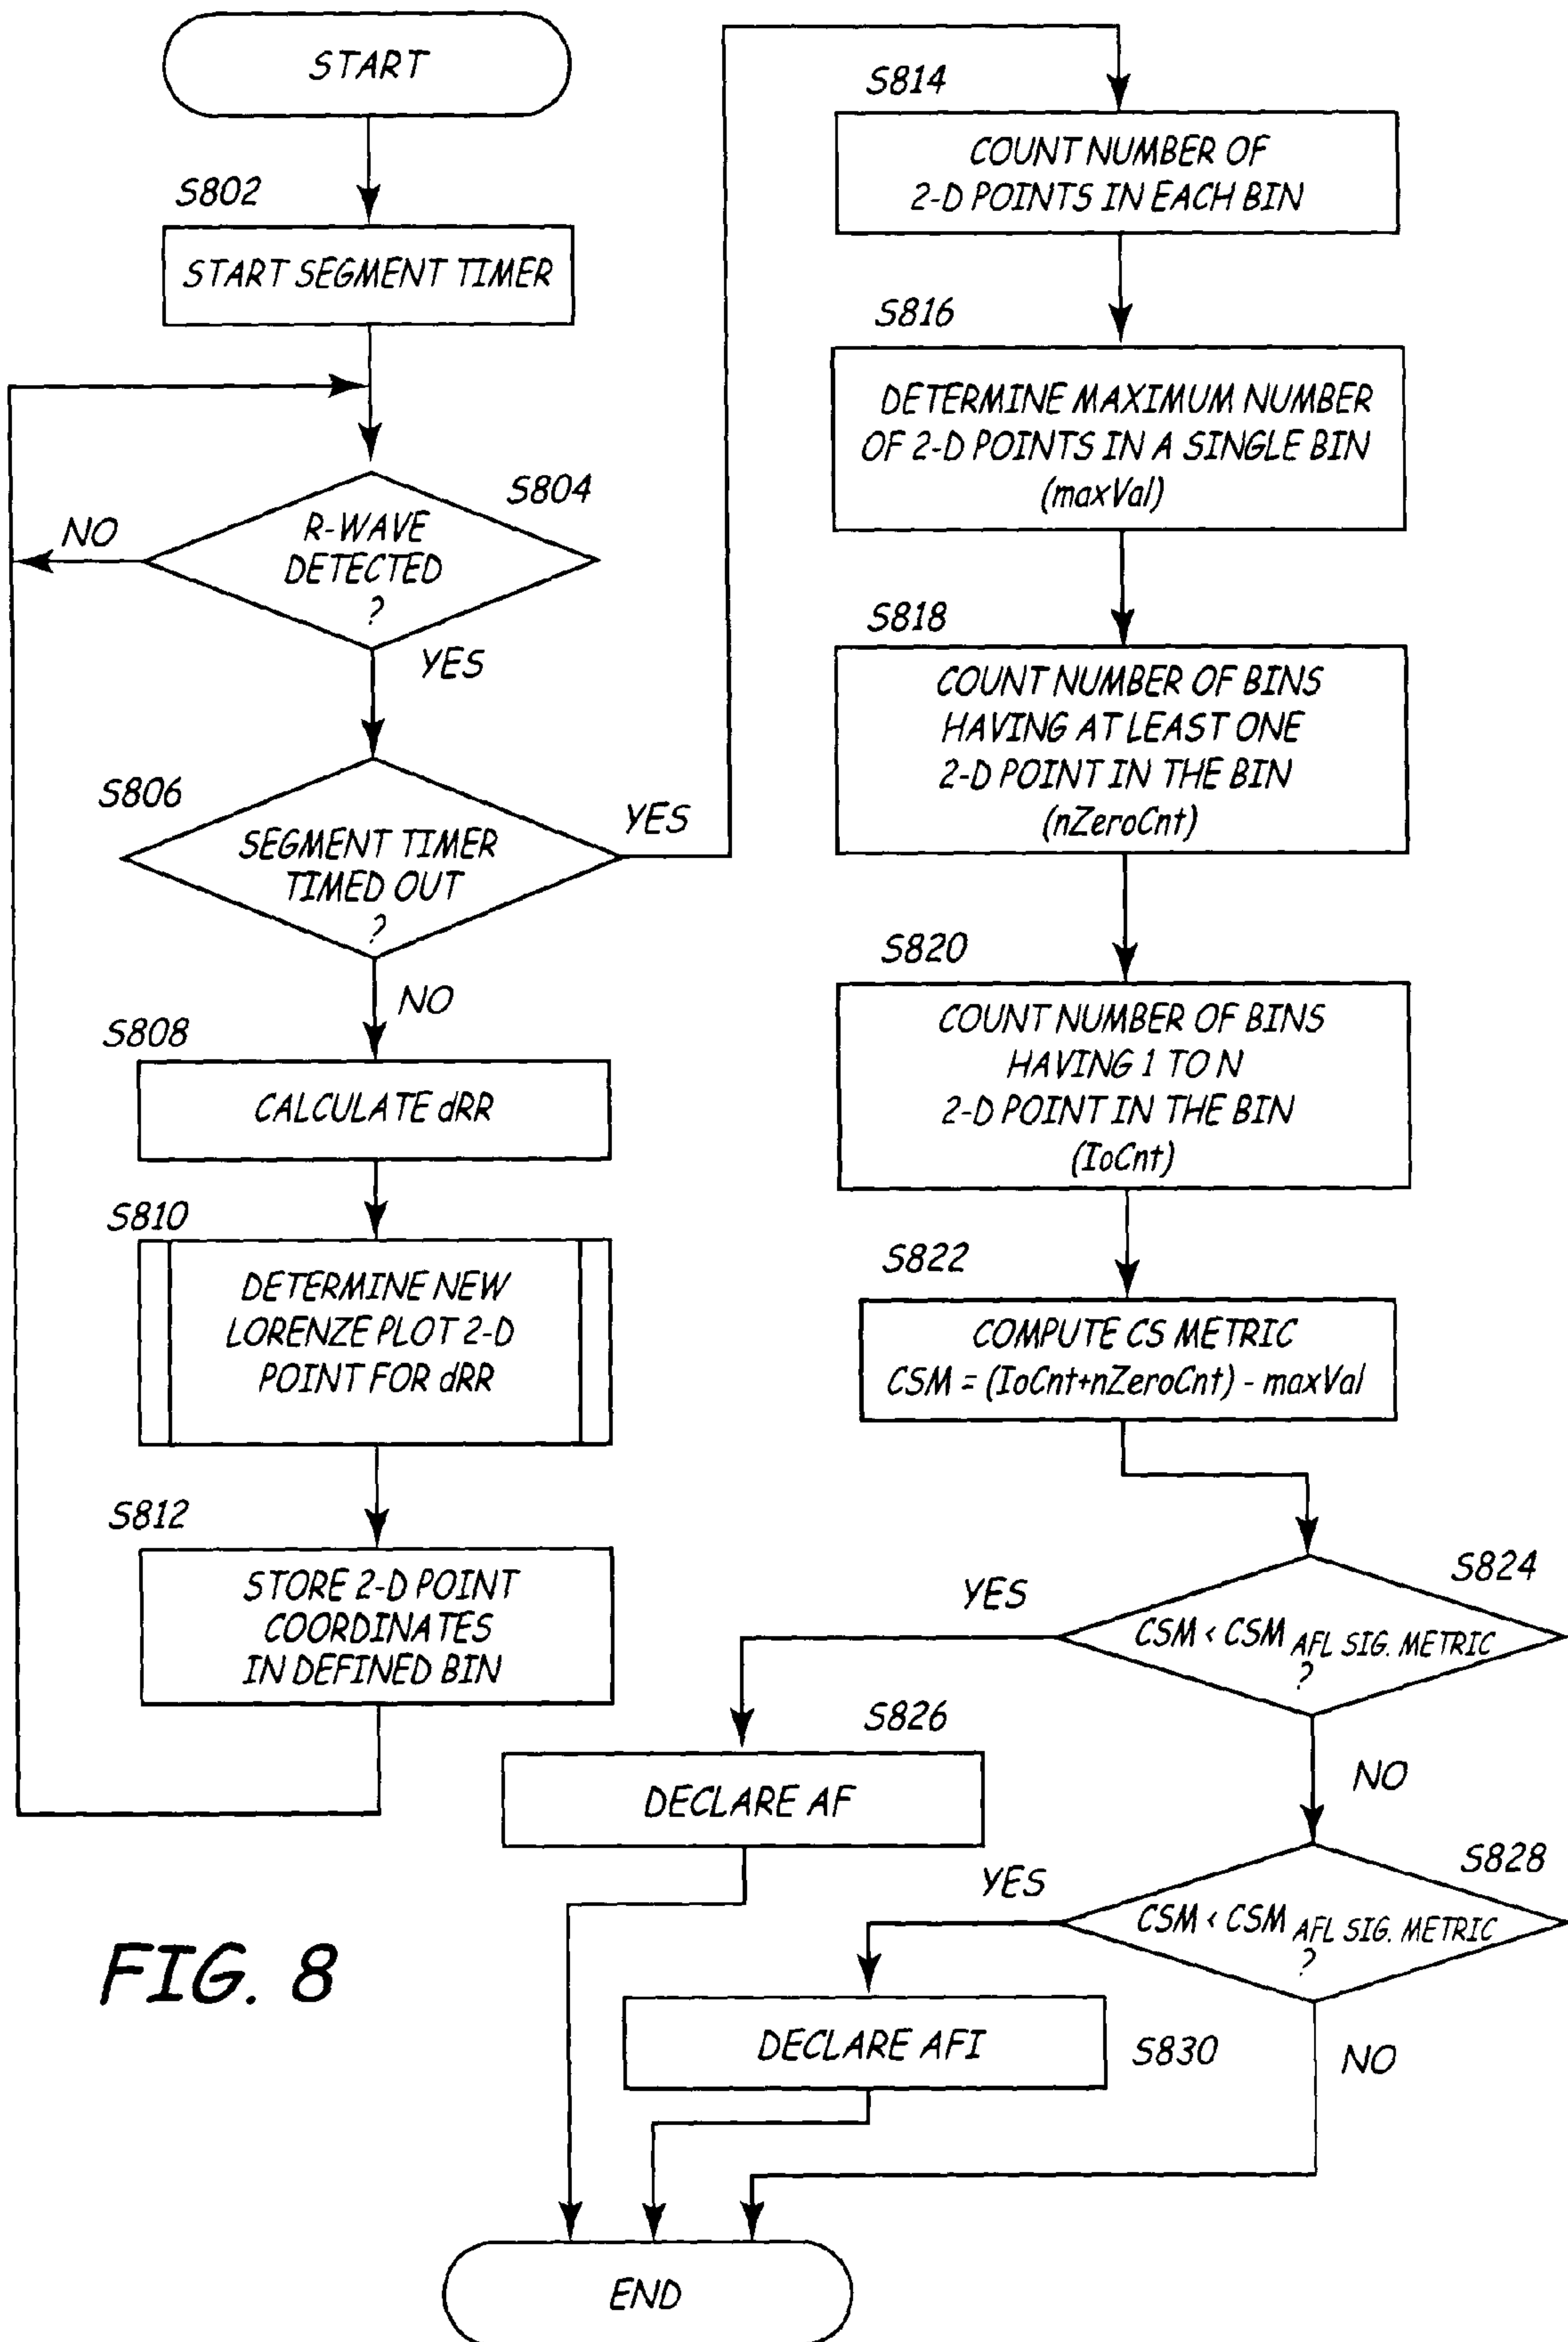 START
S802
START SEGMENT TIMER
S804
R-WAVE
DETECTED
?
NO
YES
S806
SEGMENT TIMER
TIMED OUT
?
YES
NO
S808
CALCULATE dRR
S810
DETERMINE NEW
LORENZE PLOT 2-D
POINT FOR dRR
S812
STORE 2-D POINT
COORDINATES
IN DEFINED BIN
S814
COUNT NUMBER OF
2-D POINTS IN EACH BIN
S816
DETERMINE MAXIMUM NUMBER
OF 2-D POINTS IN A SINGLE BIN
(maxVal)
S818
COUNT NUMBER OF BINS
HAVING AT LEAST ONE
2-D POINT IN THE BIN
(nZeroCnt)
S820
COUNT NUMBER OF BINS
HAVING 1 TO N
2-D POINT IN THE BIN
(IoCnt)
S822
COMPUTE CS METRIC
CSM = (IoCnt+nZeroCnt) - maxVal
S824
CSM < CSM AFL SIG. METRIC
?
YES
NO
S826
DECLARE AF
S828
CSM < CSM AFL SIG. METRIC
?
YES
NO
DECLARE AFI
S830
END
FIG. 8